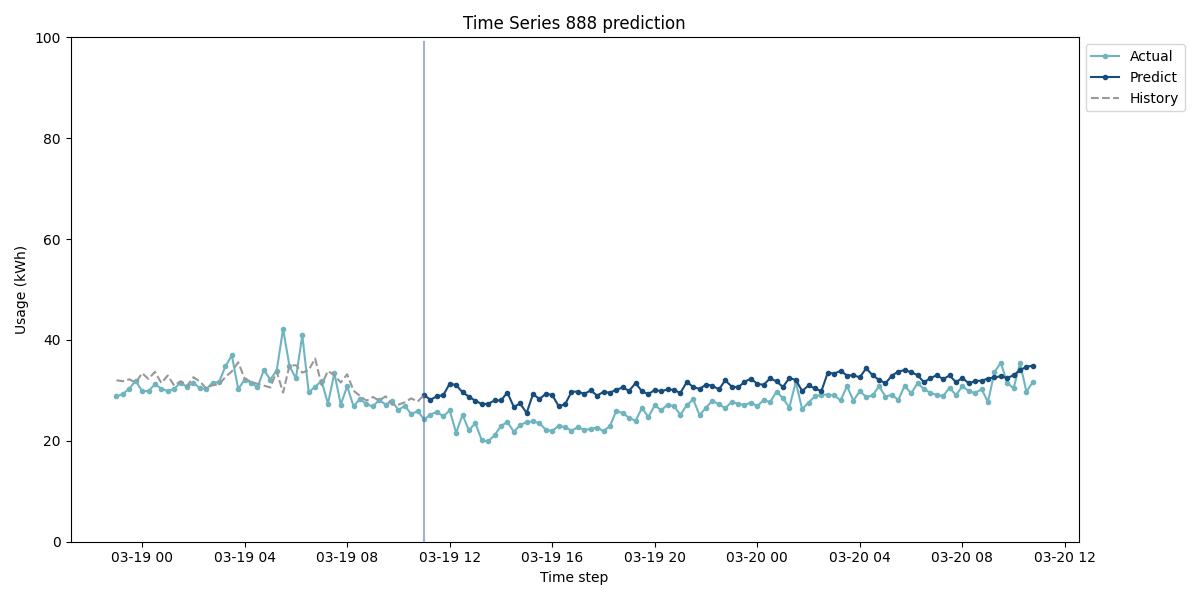 Time Series 888 prediction
Usage (kWh)
100
80
60
40
20
0
03-19 00
03-19 04
03-19 08
03-19 12
03-19 16
03-19 20
03-20 00
03-20 04
03-20 08
03-20 12
Time step
Actual
Predict
History